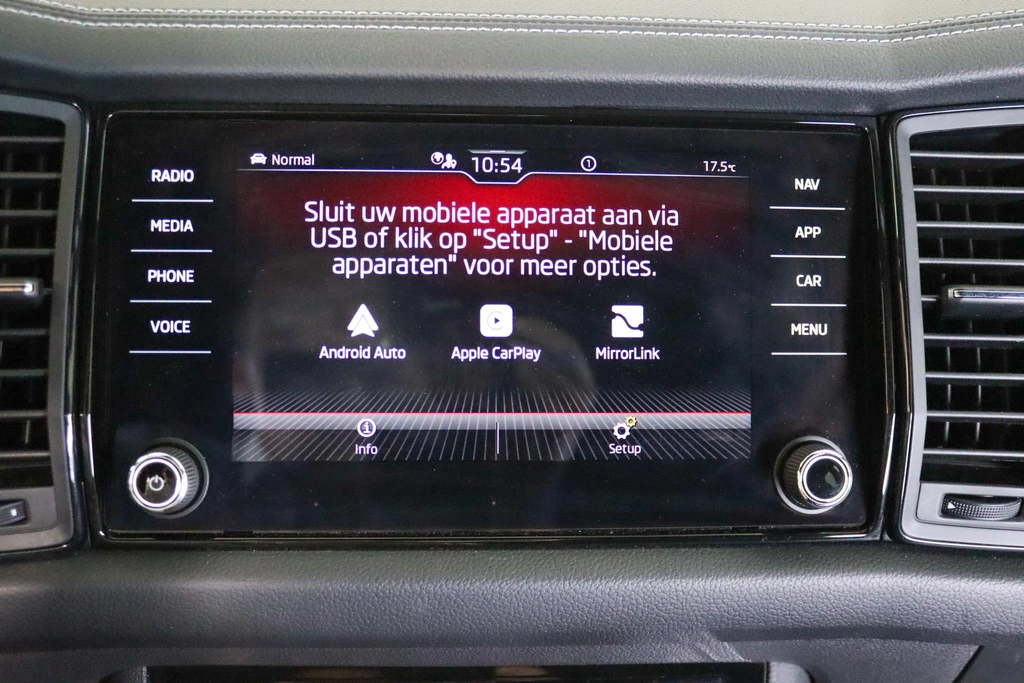 Normal
10:54
1
17.5°C
RADIO
MEDIA
PHONE
VOICE
Sluit uw mobiele apparaat aan via
USB of klik op "Setup" - "Mobiele
apparaten" voor meer opties.
Android Auto
Apple CarPlay
MirrorLink
Info
Setup
NAV
APP
CAR
MENU